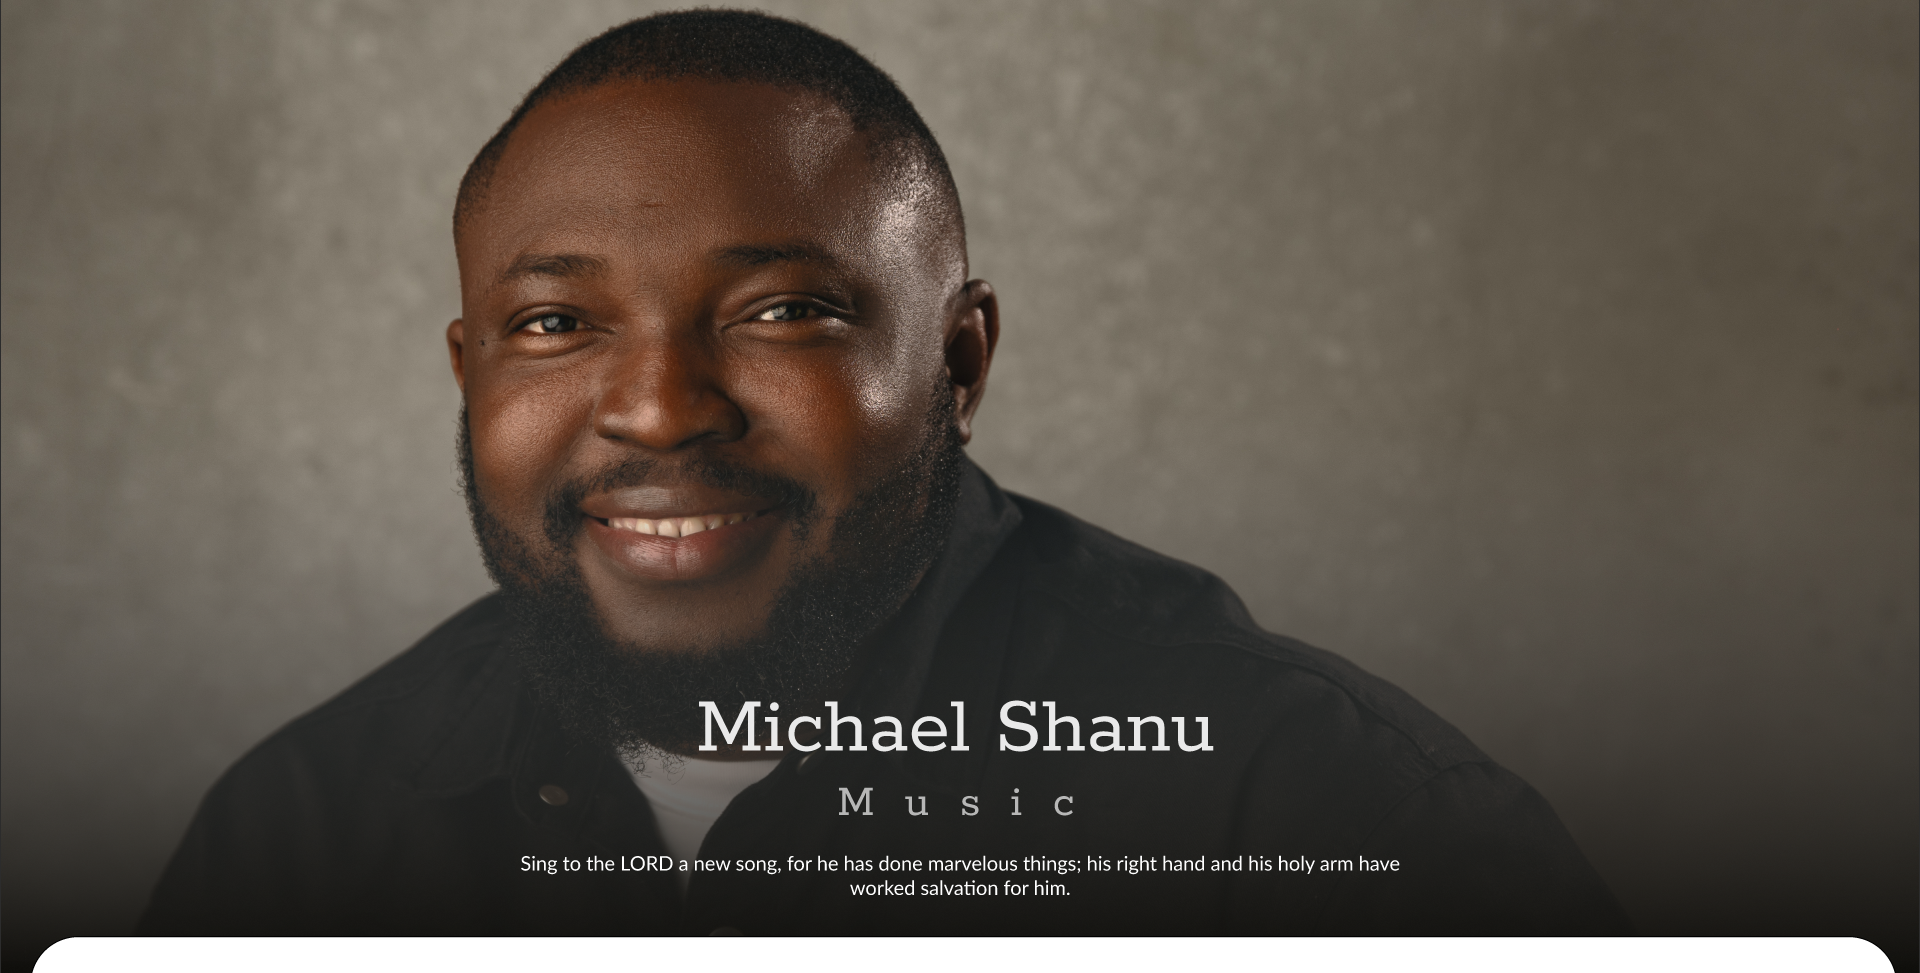 Michael Shanu
Music
Sing to the LORD a new song, for he has done marvelous things; his right hand and his holy arm have
worked salvation for him.